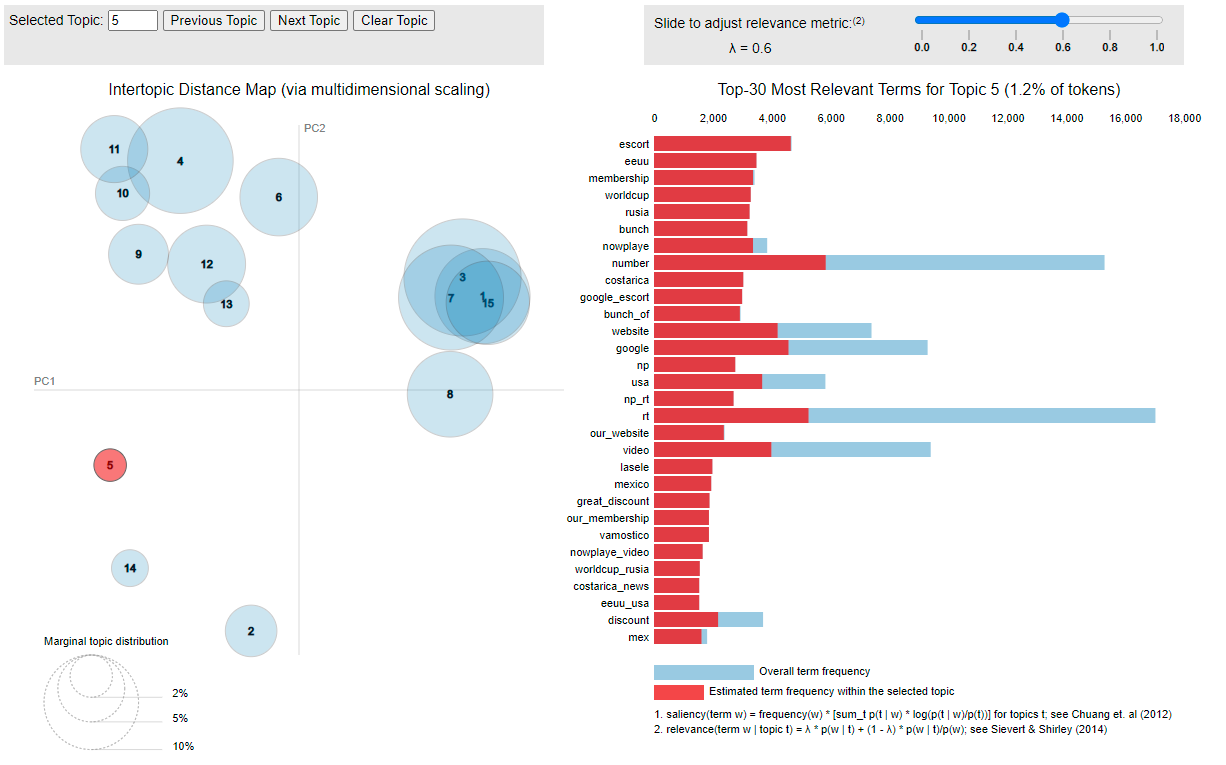 Selected Topic: 5 Previous Topic Next Topic Clear Topic
Slide to adjust relevance metric:(2)
λ = 0.6
0.0 0.2 0.4 0.6 0.8 1.0
Intertopic Distance Map (via multidimensional scaling)
PC2
PC1
11
4
10
6
9
12
13
3
7
1
15
8
5
14
2
Marginal topic distribution
2%
5%
10%
Top-30 Most Relevant Terms for Topic 5 (1.2% of tokens)
0 2,000 4,000 6,000 8,000 10,000 12,000 14,000 16,000 18,000
escort
eeuu
membership
worldcup
rusia
bunch
nowplaye
number
costarica
google_escort
bunch_of
website
google
np
usa
np_rt
rt
our_website
video
lasele
mexico
great_discount
our_membership
vamostico
nowplaye_video
worldcup_rusia
costarica_news
eeuu_usa
discount
mex
Overall term frequency
Estimated term frequency within the selected topic
1. saliency(term w) = frequency(w) * [sum_t p(t | w) * log(p(t | w)/p(t))] for topics t; see Chuang et. al (2012)
2. relevance(term w | topic t) = λ * p(w | t) + (1 - λ) * p(w | t)/p(w); see Sievert & Shirley (2014)